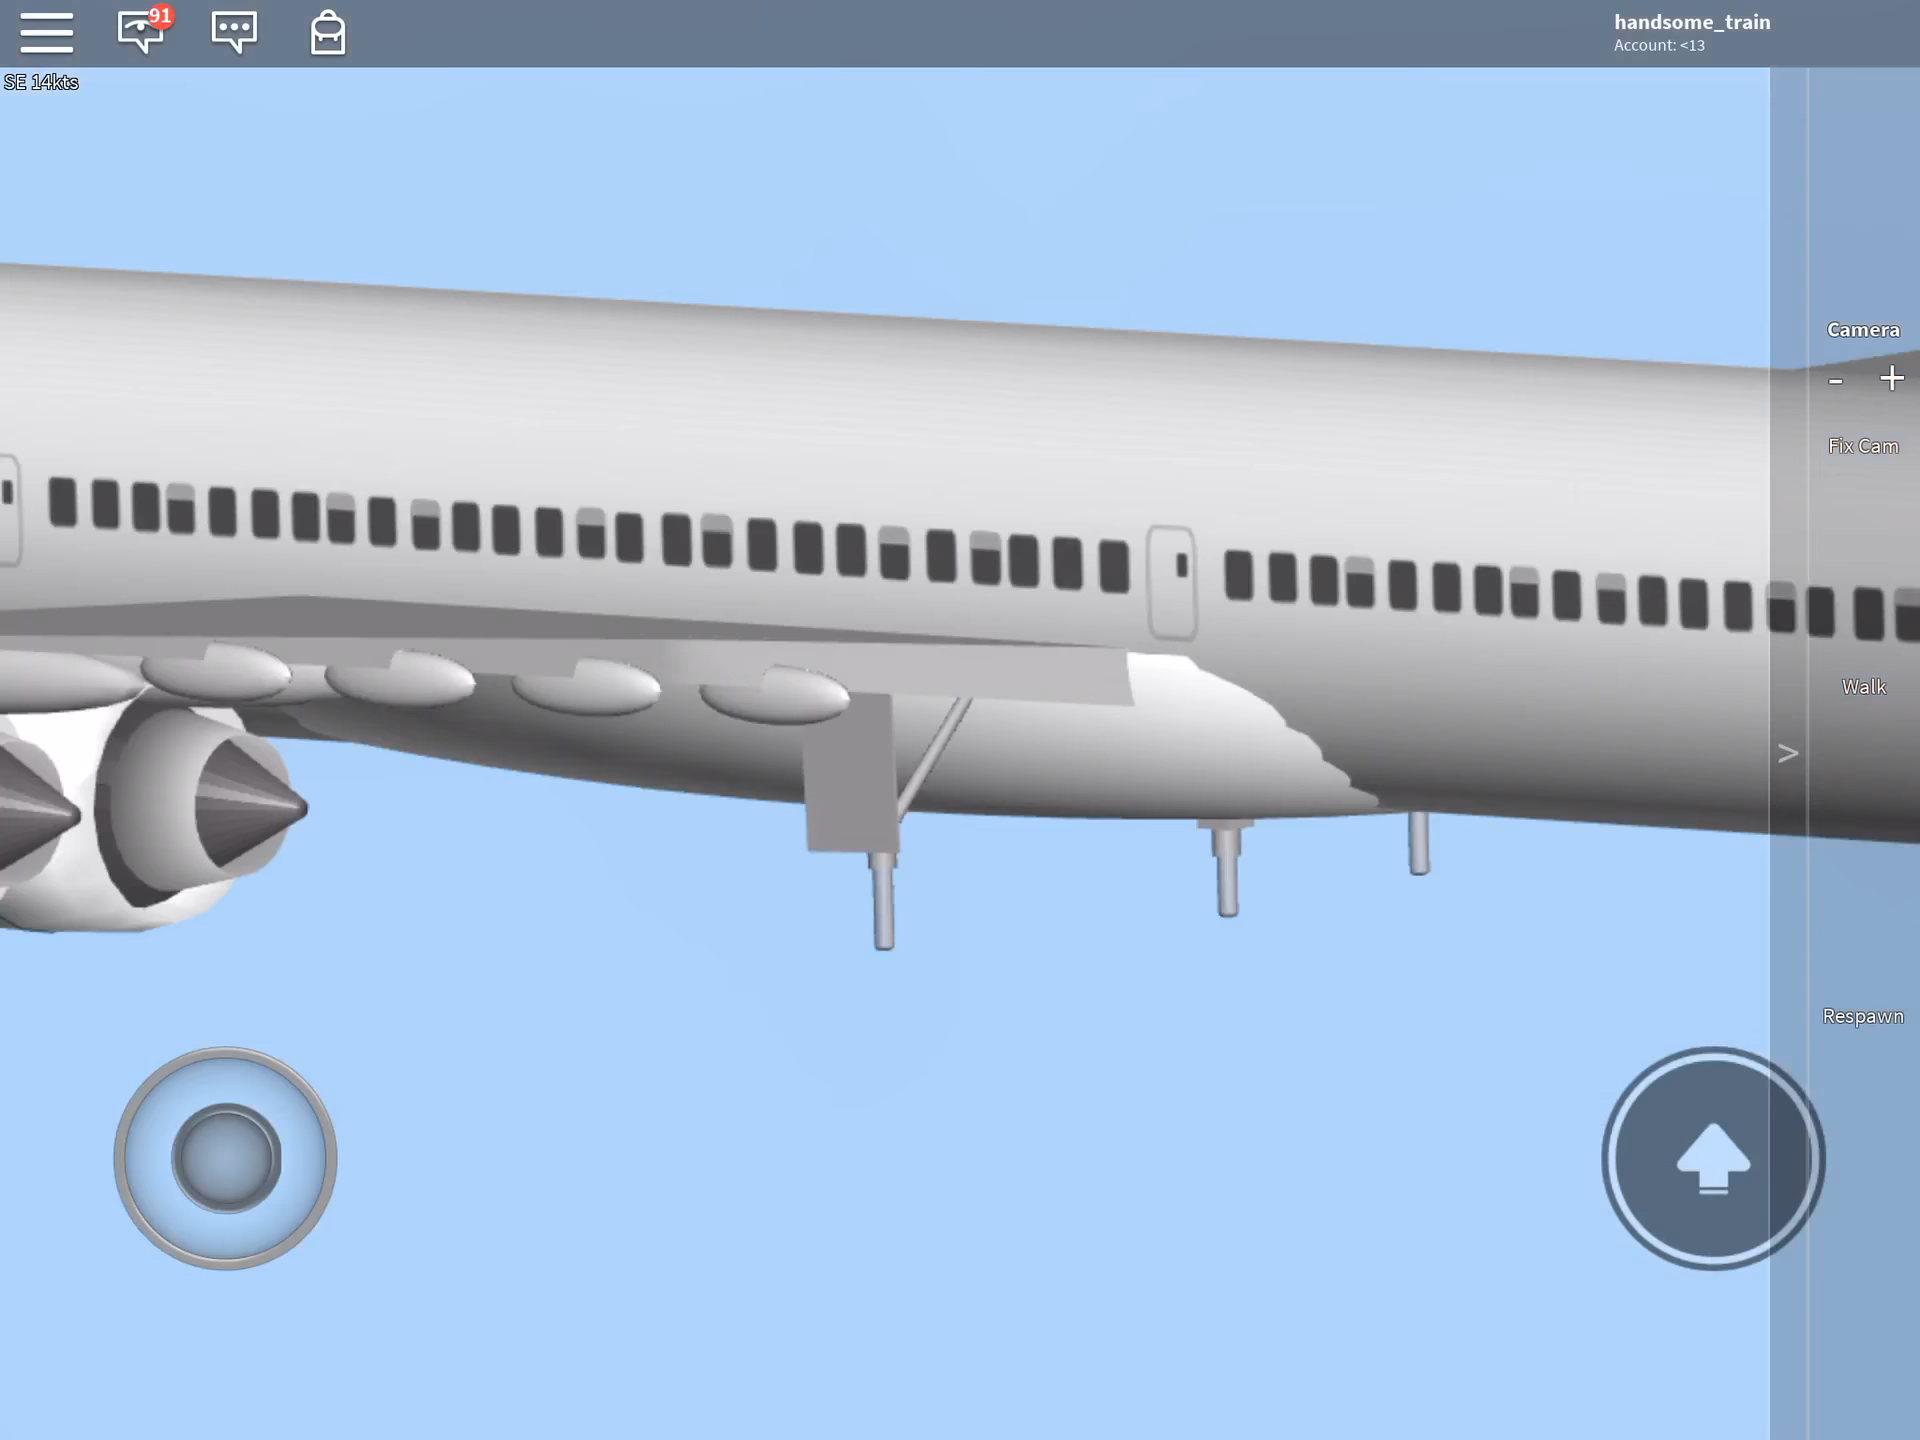 91
handsome_train
Account: <13
SE 14kts
Camera
- +
Fix Cam
Walk
>
Respawn